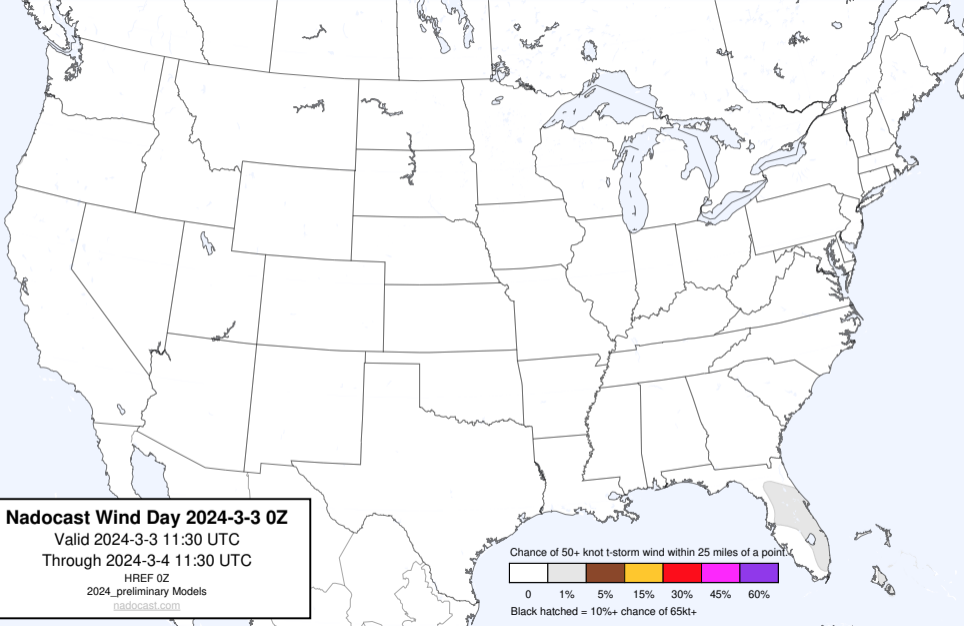 Nadocast Wind Day 2024-3-3 0Z
Valid 2024-3-3 11:30 UTC
Through 2024-3-4 11:30 UTC
HREF 0Z
2024_preliminary Models
nadocast.com
Chance of 50+ knot t-storm wind within 25 miles of a point.
0 1% 5% 15% 30% 45% 60%
Black hatched = 10%+ chance of 65kt+